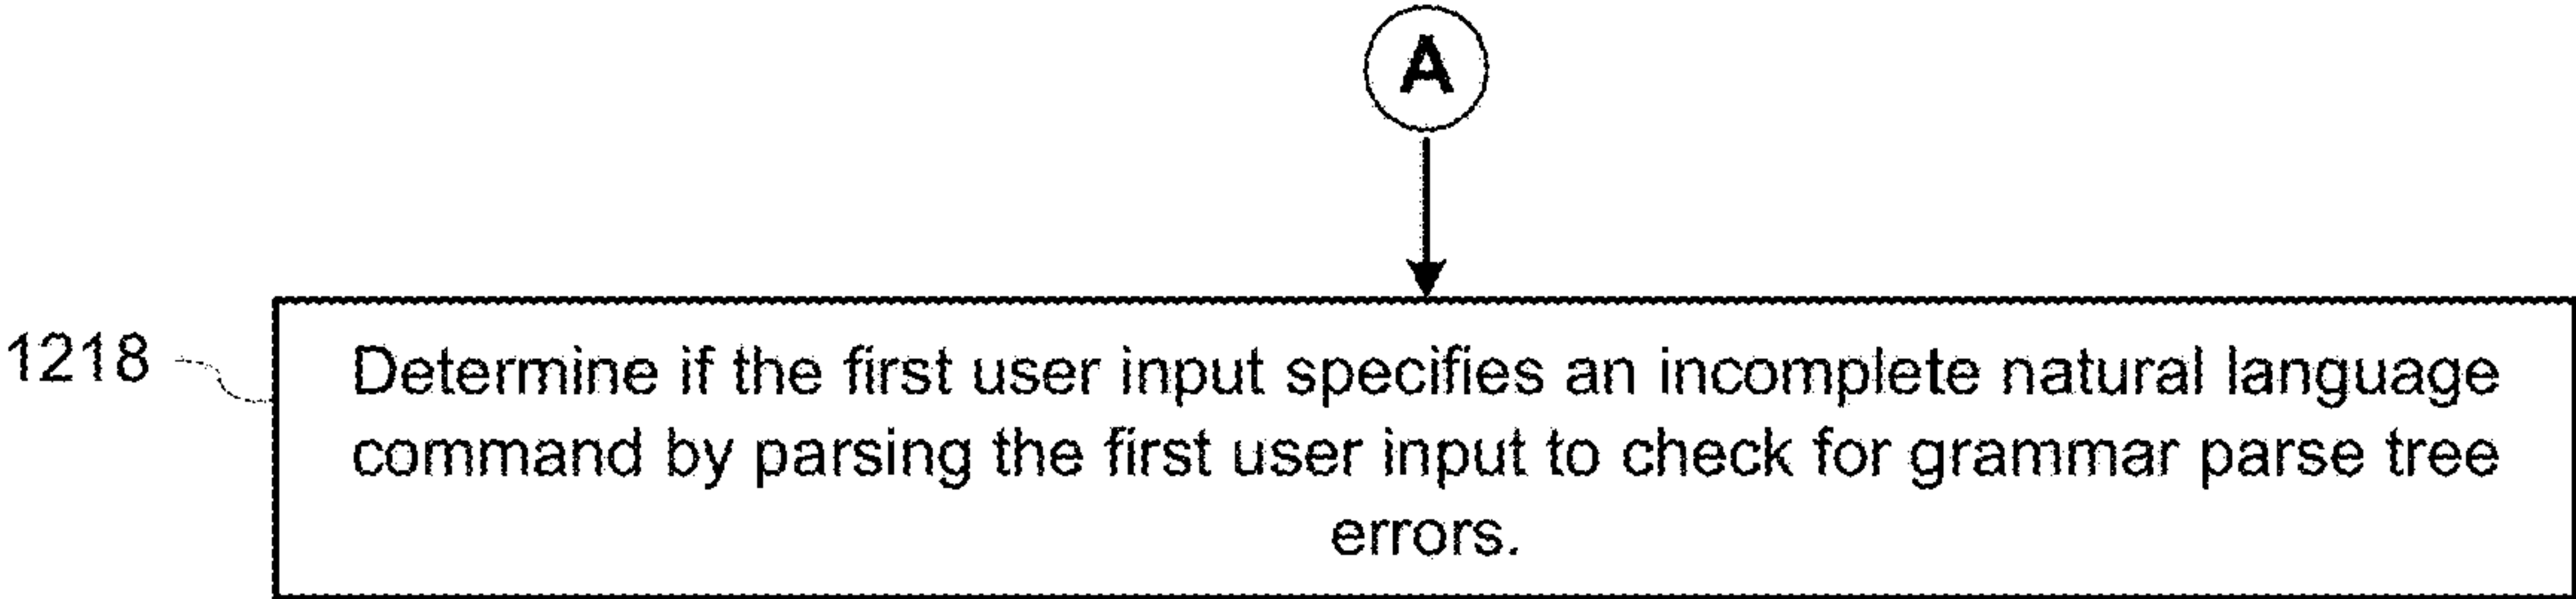 A
1218
Determine if the first user input specifies an incomplete natural language
command by parsing the first user input to check for grammar parse tree
errors.